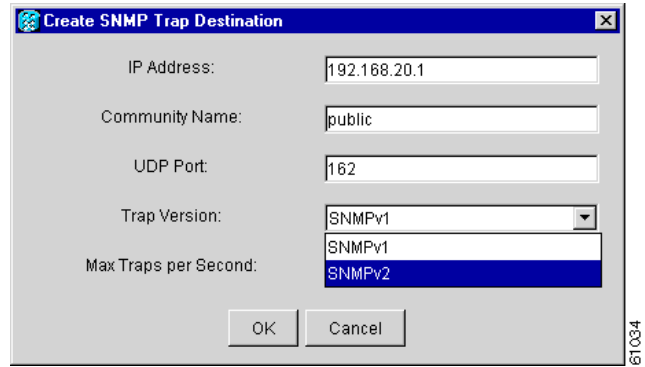 Create SNMP Trap Destination
IP Address: 192.168.20.1
Community Name: public
UDP Port: 162
Trap Version: SNMPv1
SNMPv1
Max Traps per Second: SNMPv2
OK Cancel
61034